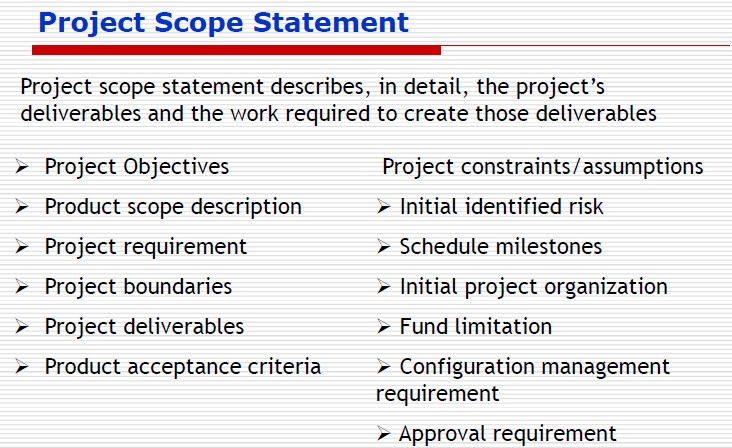 Project Scope Statement
Project scope statement describes, in detail, the project’s
deliverables and the work required to create those deliverables
➢ Project Objectives
➢ Product scope description
➢ Project requirement
➢ Project boundaries
➢ Project deliverables
➢ Product acceptance criteria
Project constraints/assumptions
➢ Initial identified risk
➢ Schedule milestones
➢ Initial project organization
➢ Fund limitation
➢ Configuration management
requirement
➢ Approval requirement